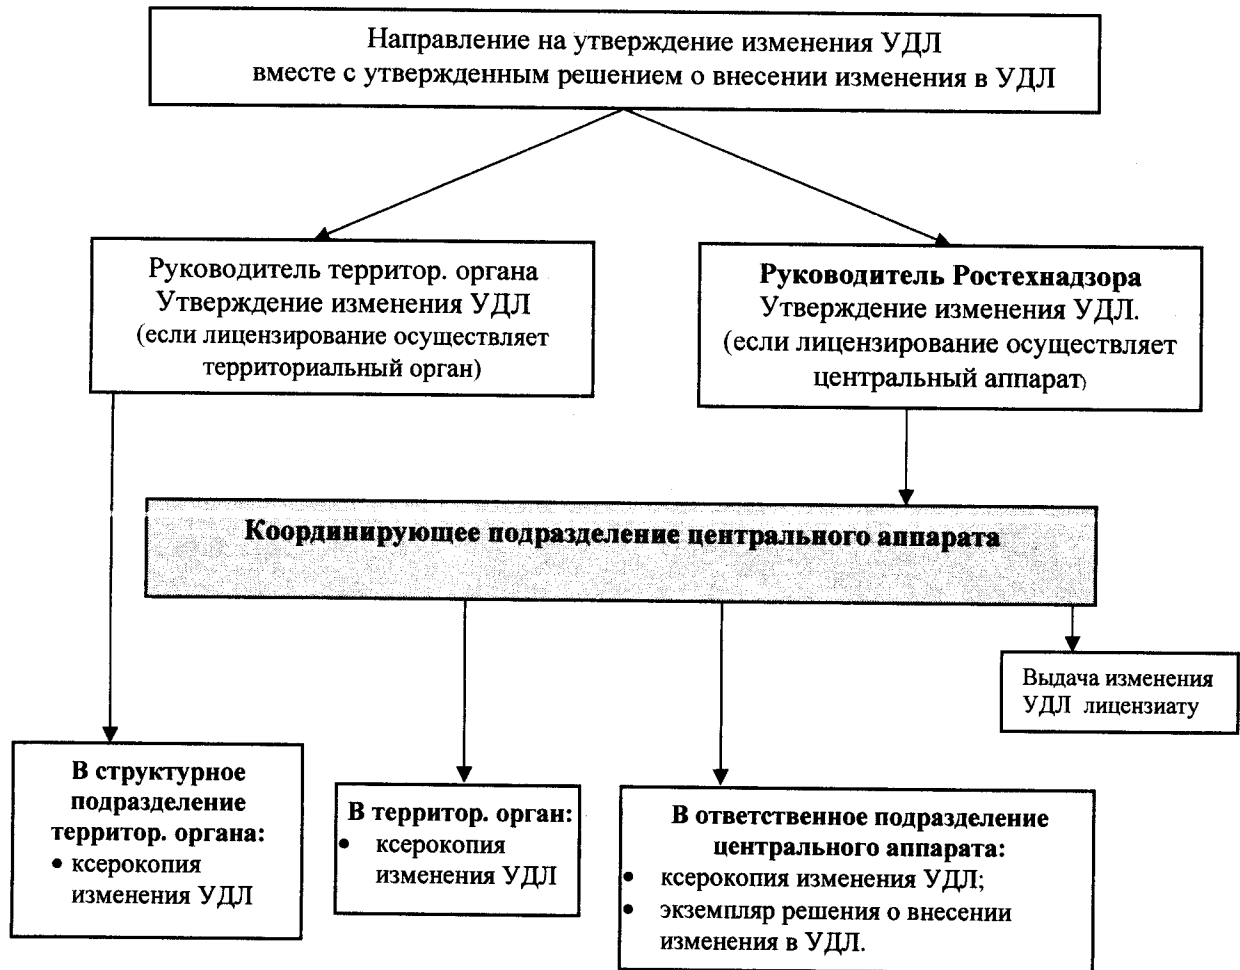 Направление на утверждение изменения УДЛ
вместе с утвержденным решением о внесении изменения в УДЛ
Руководитель территор. органа
Утверждение изменения УДЛ
(если лицензирование осуществляет
территориальный орган)
Руководитель Ростехнадзора
Утверждение изменения УДЛ.
(если лицензирование осуществляет
центральный аппарат)
Координирующее подразделение центрального аппарата
Выдача изменения
УДЛ лицензиату
В структурное
подразделение
территор. органа:
• ксерокопия
изменения УДЛ
В территор. орган:
• ксерокопия
изменения УДЛ
В ответственное подразделение
центрального аппарата:
• ксерокопия изменения УДЛ;
• экземпляр решения о внесении
изменения в УДЛ.